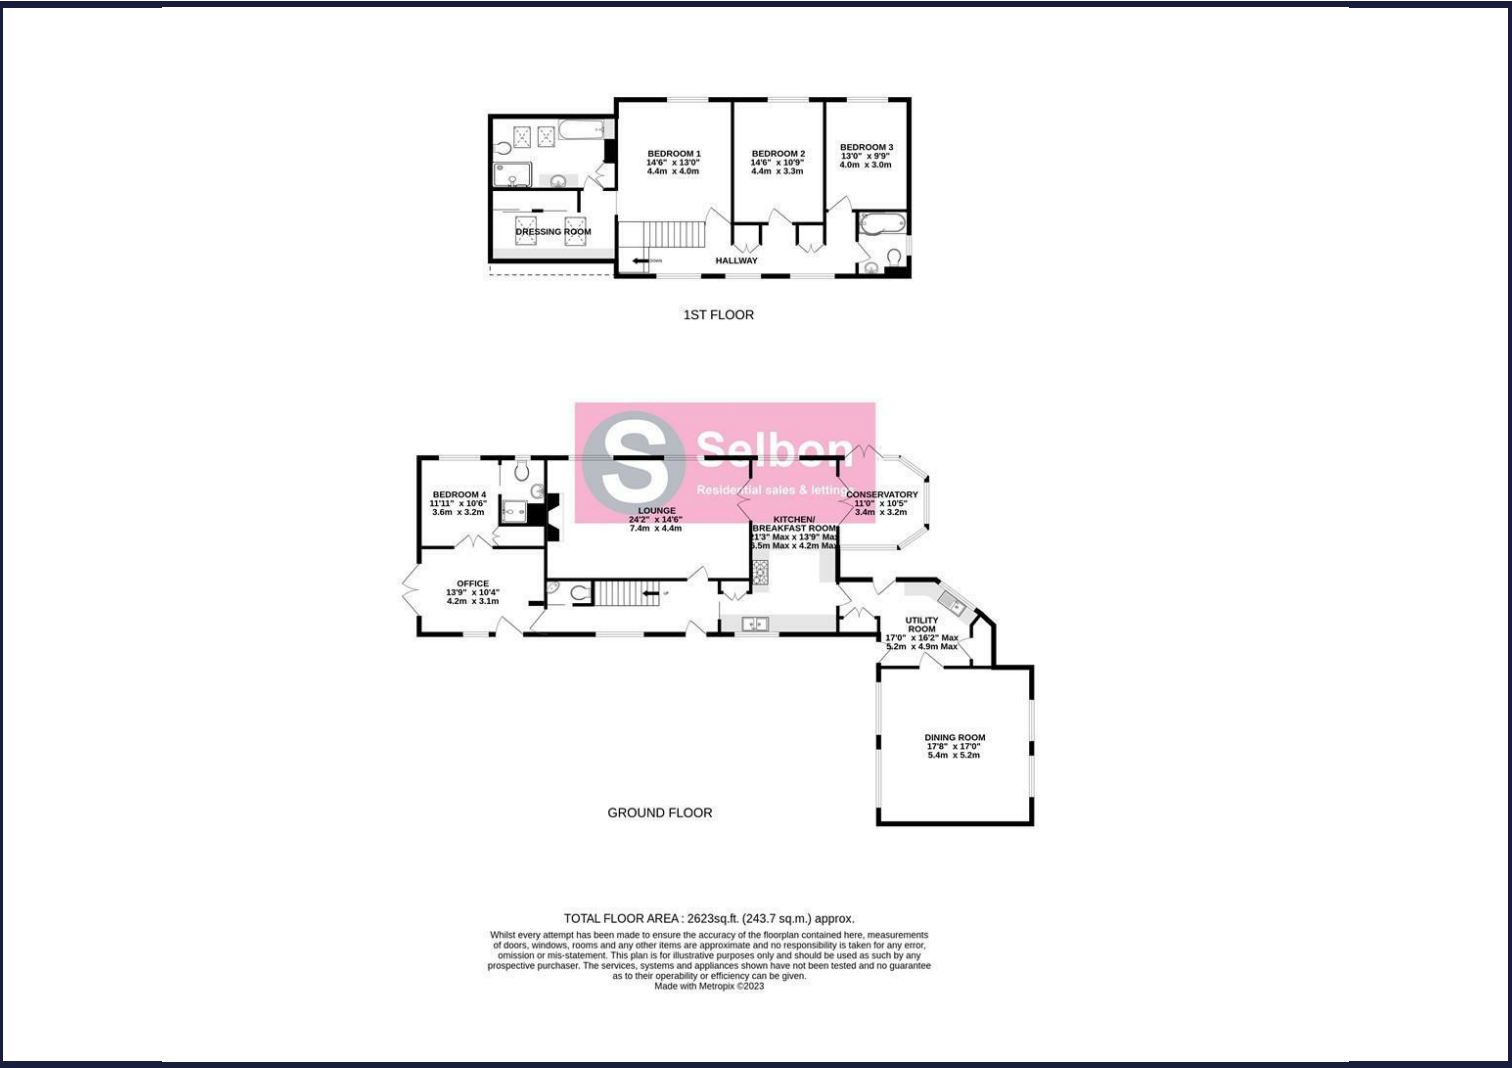 BEDROOM 1
14'6" x 13'0"
4.4m x 4.0m
BEDROOM 2
14'6" x 10'9"
4.4m x 3.3m
BEDROOM 3
13'0" x 9'9"
4.0m x 3.0m
DRESSING ROOM
DOWN
HALLWAY
1ST FLOOR
S
Selbon
Residential sales & lettings
BEDROOM 4
11'11" x 10'6"
3.6m x 3.2m
LOUNGE
24'2" x 14'6"
7.4m x 4.4m
KITCHEN/
BREAKFAST ROOM
21'3" Max x 13'9" Max
6.5m Max x 4.2m Max
CONSERVATORY
11'0" x 10'5"
3.4m x 3.2m
OFFICE
13'9" x 10'4"
4.2m x 3.1m
UP
UTILITY
ROOM
17'0" x 16'2" Max
5.2m x 4.9m Max
DINING ROOM
17'8" x 17'0"
5.4m x 5.2m
GROUND FLOOR
TOTAL FLOOR AREA : 2623sq.ft. (243.7 sq.m.) approx.
Whilst every attempt has been made to ensure the accuracy of the floorplan contained here, measurements
of doors, windows, rooms and any other items are approximate and no responsibility is taken for any error,
omission or mis-statement. This plan is for illustrative purposes only and should be used as such by any
prospective purchaser. The services, systems and appliances shown have not been tested and no guarantee
as to their operability or efficiency can be given.
Made with Metropix ©2023